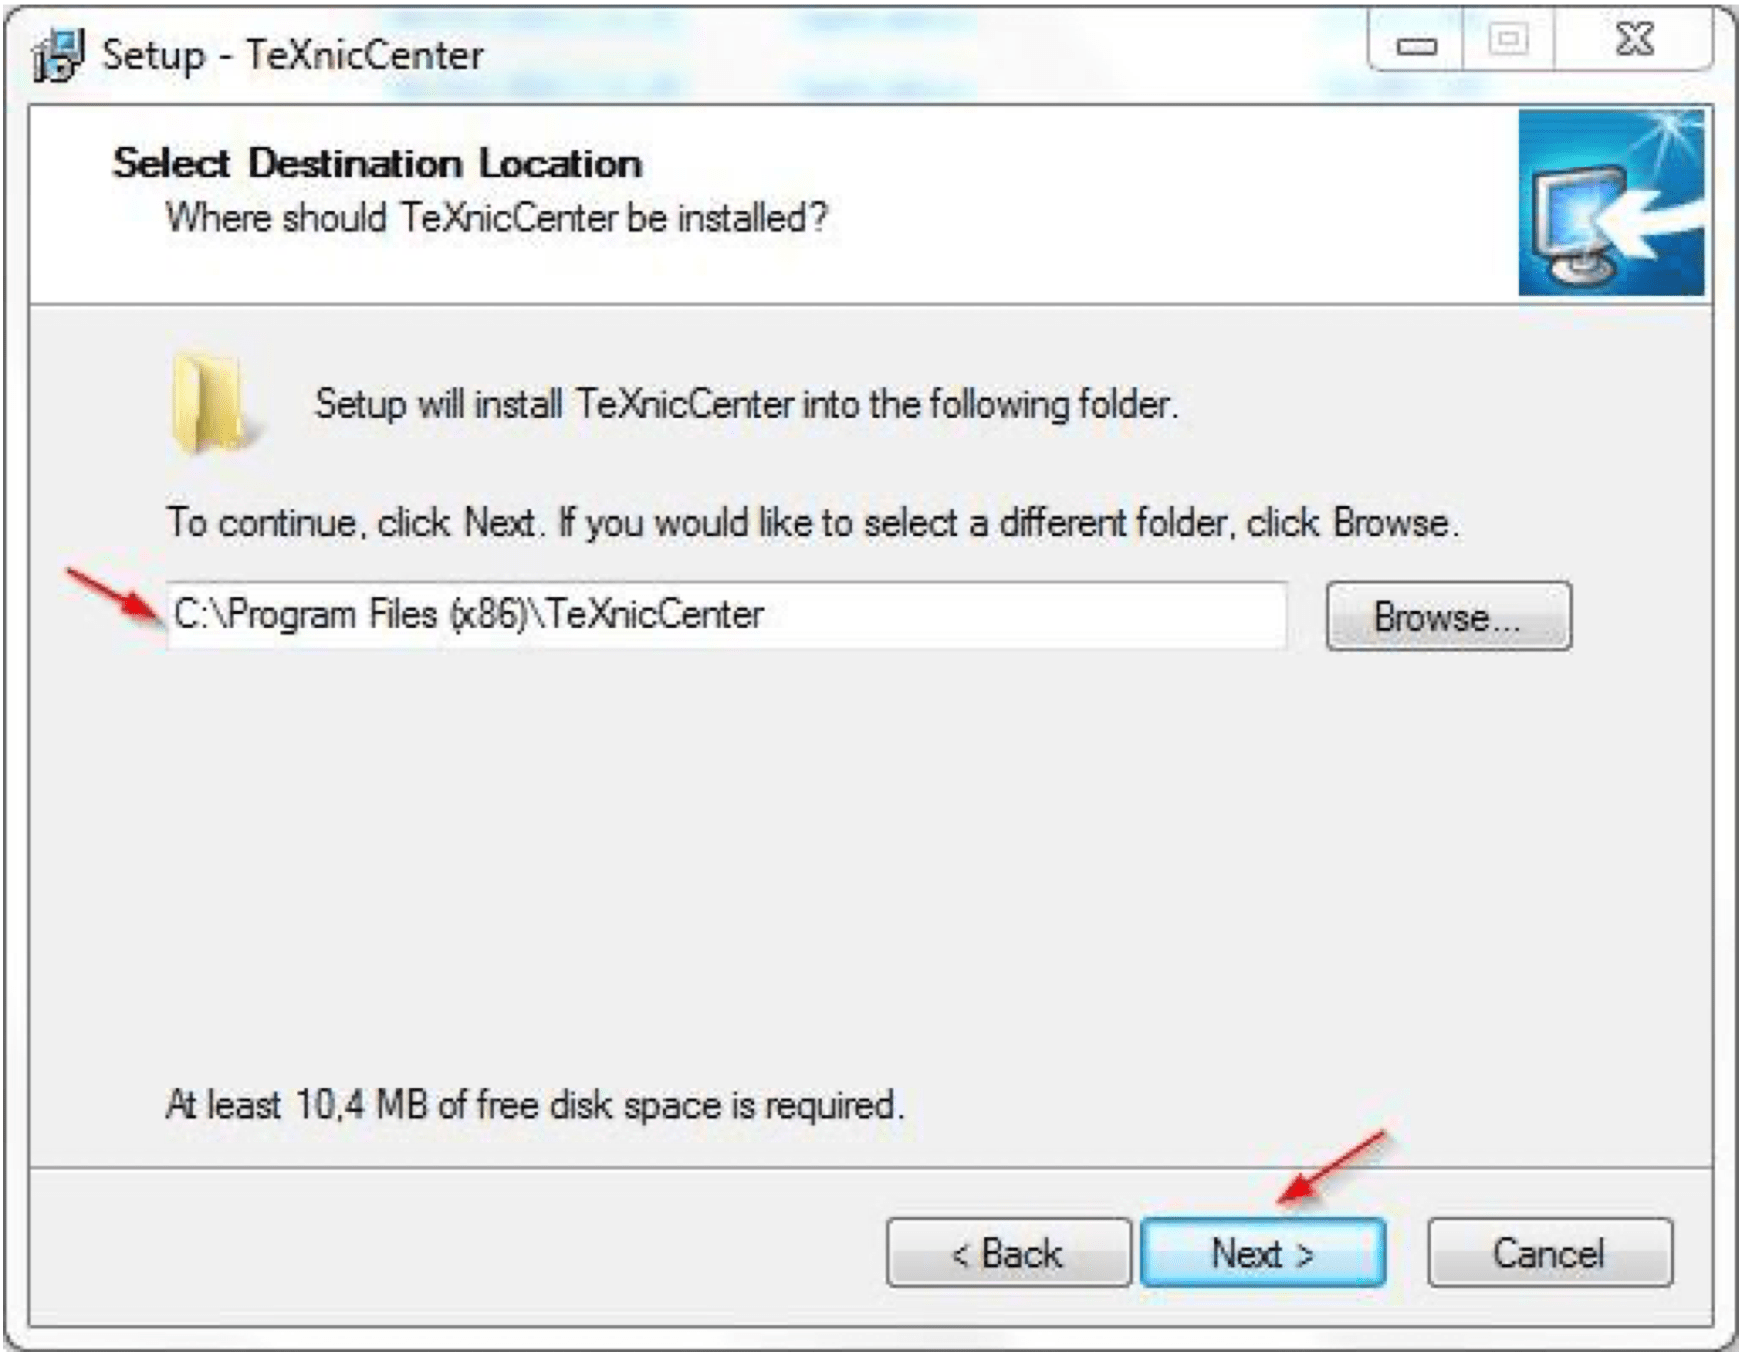 Setup - TeXnicCenter
Select Destination Location
Where should TeXnicCenter be installed?
Setup will install TeXnicCenter into the following folder.
To continue, click Next. If you would like to select a different folder, click Browse.
C:\Program Files (x86)\TeXnicCenter
Browse...
At least 10,4 MB of free disk space is required.
< Back
Next >
Cancel